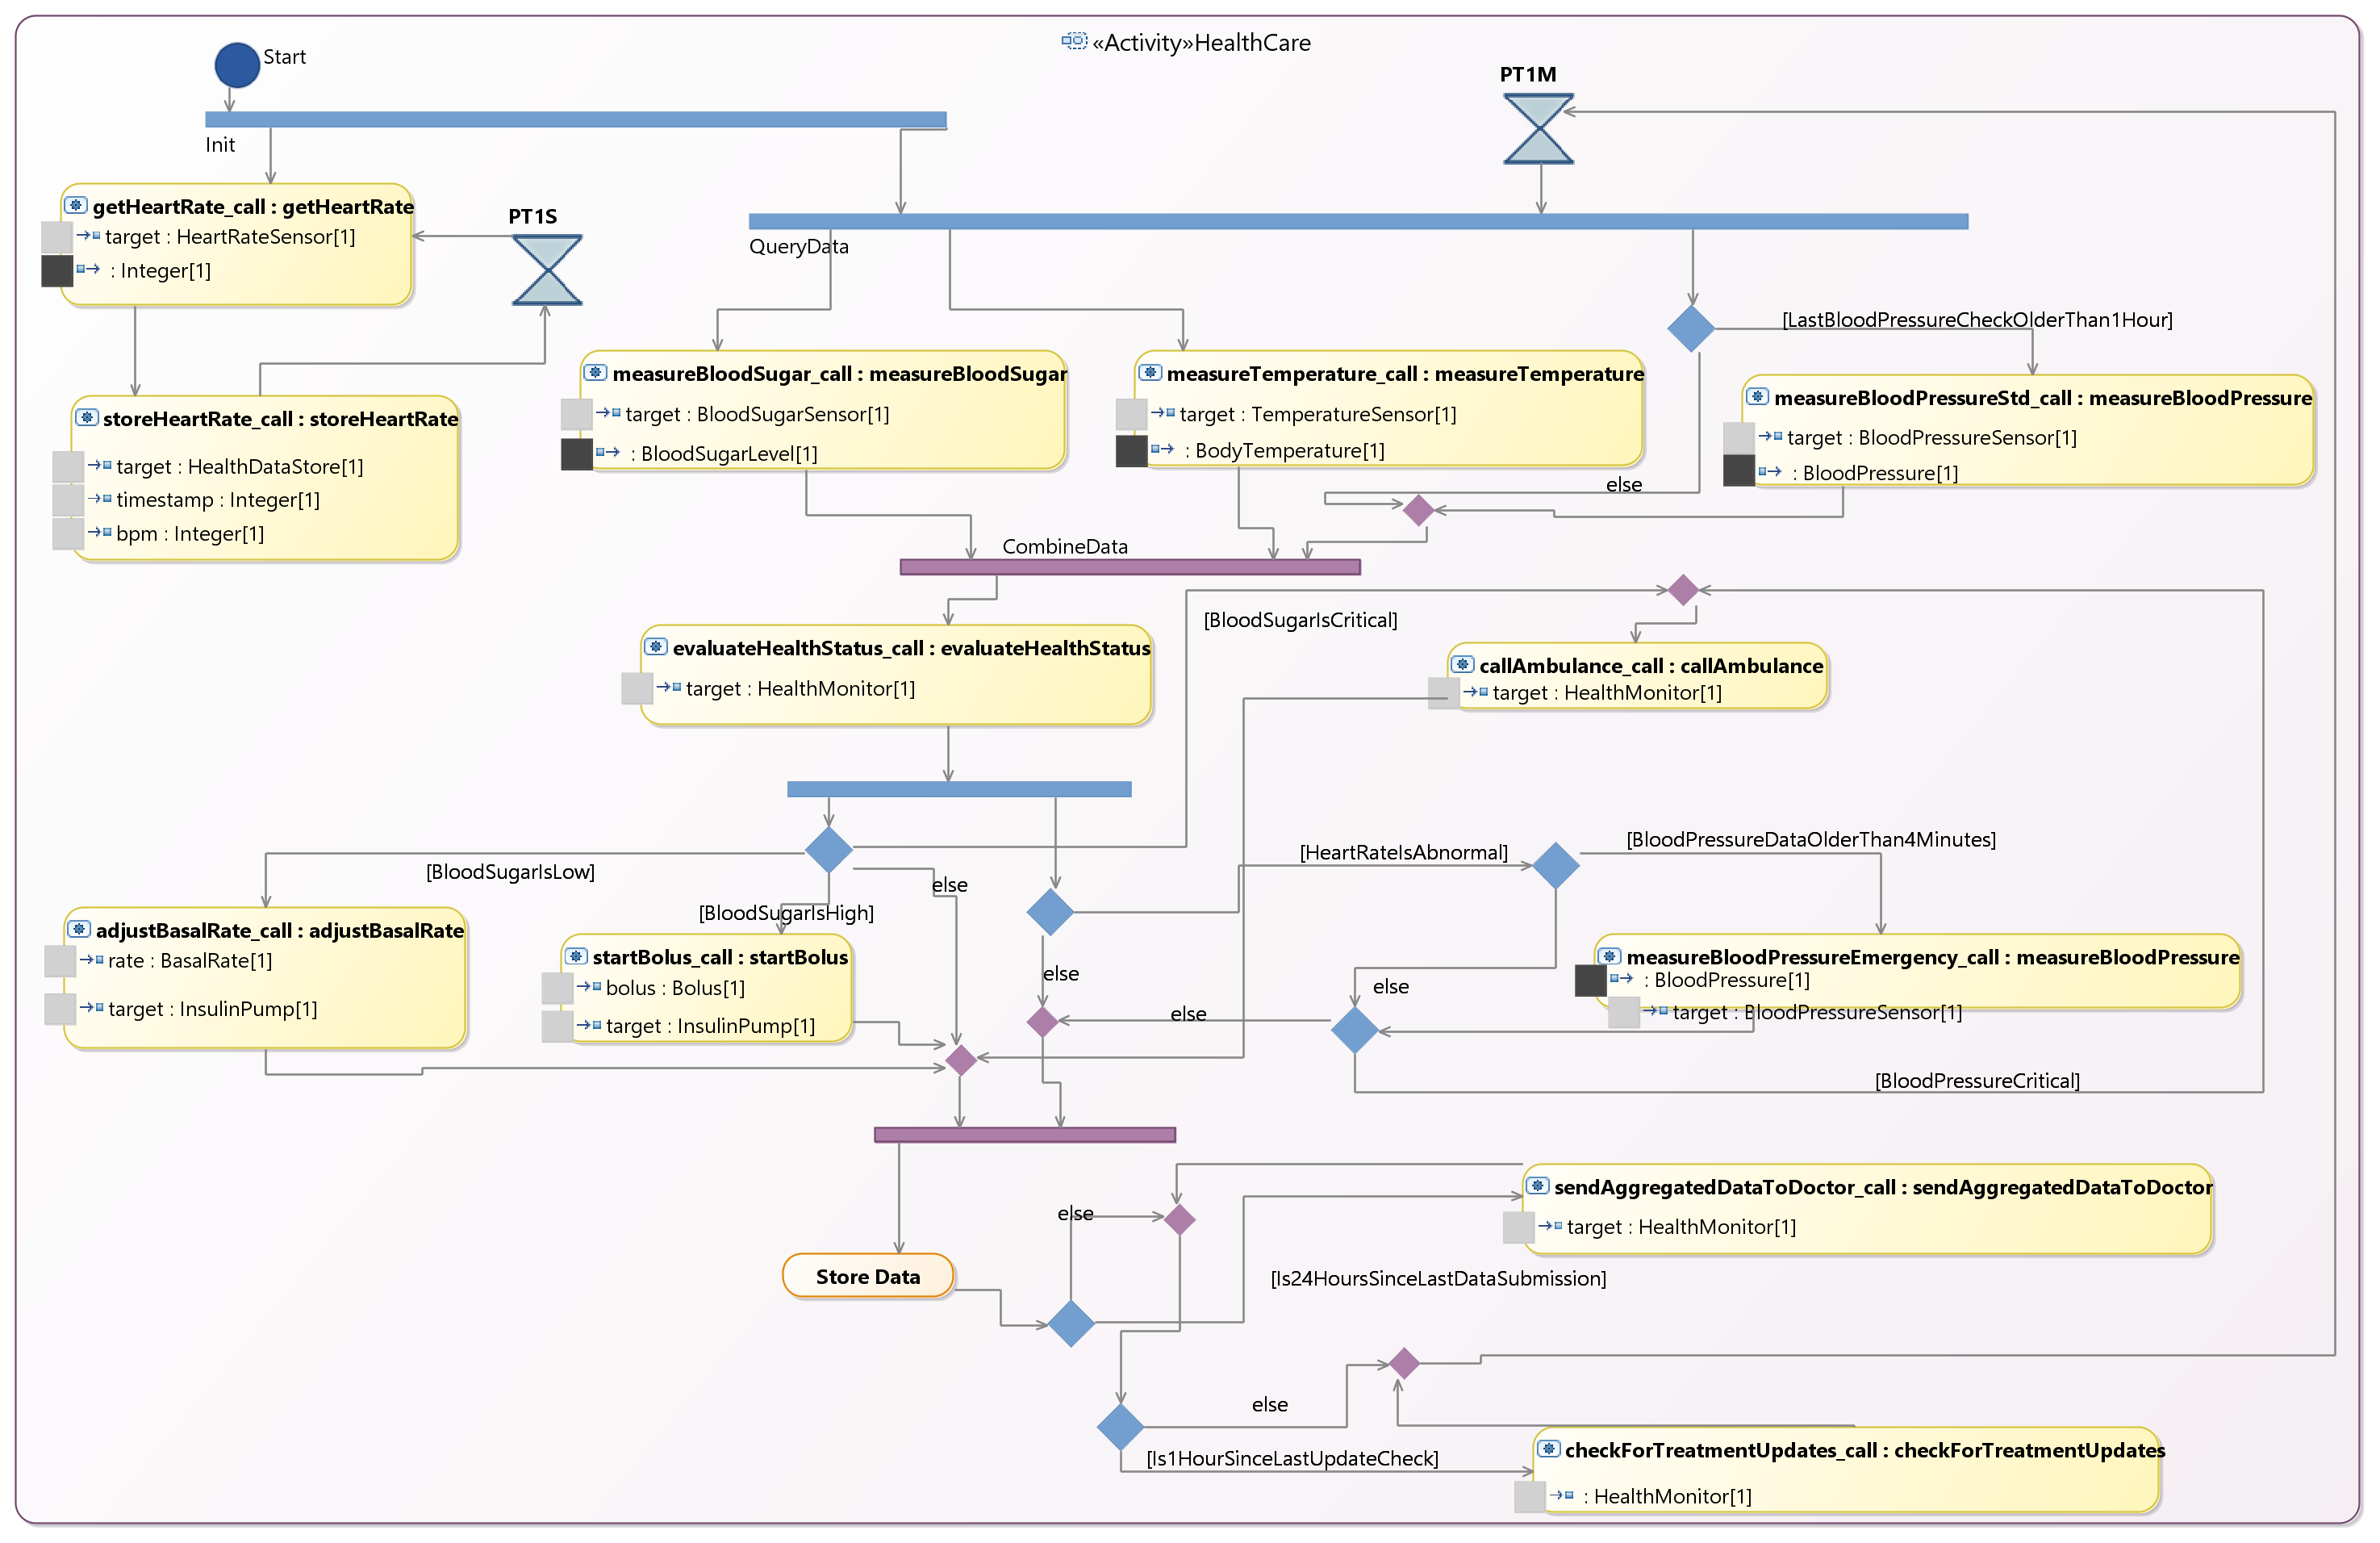 «Activity»HealthCare
Start
PT1M
Init
getHeartRate_call : getHeartRate
target : HeartRateSensor[1]
: Integer[1]
PT1S
QueryData
[LastBloodPressureCheckOlderThan1Hour]
storeHeartRate_call : storeHeartRate
target : HealthDataStore[1]
timestamp : Integer[1]
bpm : Integer[1]
measureBloodSugar_call : measureBloodSugar
target : BloodSugarSensor[1]
: BloodSugarLevel[1]
measureTemperature_call : measureTemperature
target : TemperatureSensor[1]
: BodyTemperature[1]
measureBloodPressureStd_call : measureBloodPressure
target : BloodPressureSensor[1]
: BloodPressure[1]
else
CombineData
[BloodSugarIsCritical]
evaluateHealthStatus_call : evaluateHealthStatus
target : HealthMonitor[1]
callAmbulance_call : callAmbulance
target : HealthMonitor[1]
[BloodSugarIsLow]
else
[BloodSugarIsHigh]
[HeartRateIsAbnormal]
[BloodPressureDataOlderThan4Minutes]
adjustBasalRate_call : adjustBasalRate
rate : BasalRate[1]
target : InsulinPump[1]
startBolus_call : startBolus
bolus : Bolus[1]
target : InsulinPump[1]
else
else
else
measureBloodPressureEmergency_call : measureBloodPressure
: BloodPressure[1]
target : BloodPressureSensor[1]
[BloodPressureCritical]
else
sendAggregatedDataToDoctor_call : sendAggregatedDataToDoctor
target : HealthMonitor[1]
Store Data
[Is24HoursSinceLastDataSubmission]
else
[Is1HourSinceLastUpdateCheck]
checkForTreatmentUpdates_call : checkForTreatmentUpdates
: HealthMonitor[1]